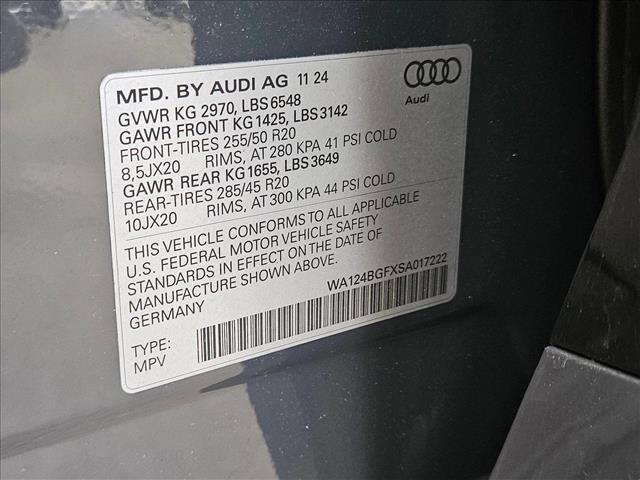 MFD. BY AUDI AG 11 24
Audi
GVWR KG 2970, LBS 6548
GAWR FRONT KG 1425, LBS 3142
FRONT-TIRES 255/50 R20
8,5JX20 RIMS, AT 280 KPA 41 PSI COLD
GAWR REAR KG 1655, LBS 3649
REAR-TIRES 285/45 R20
10JX20 RIMS, AT 300 KPA 44 PSI COLD
THIS VEHICLE CONFORMS TO ALL APPLICABLE
U.S. FEDERAL MOTOR VEHICLE SAFETY
STANDARDS IN EFFECT ON THE DATE OF
MANUFACTURE SHOWN ABOVE.
GERMANY
WA124BGFXSA017222
TYPE:
MPV